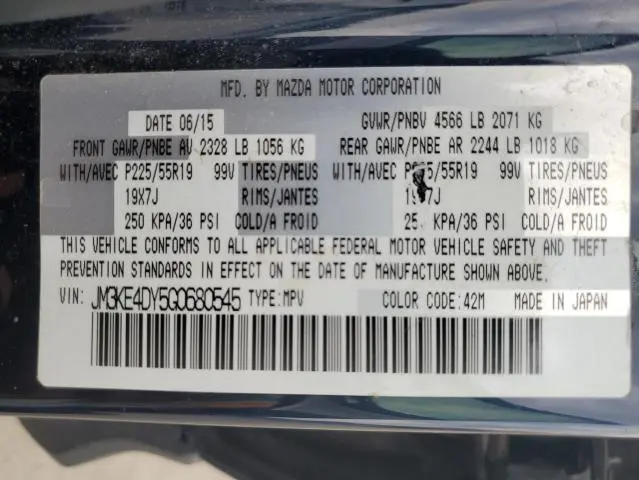 MFD. BY MAZDA MOTOR CORPORATION
DATE 06/15 GVWR/PNBV 4566 LB 2071 KG
FRONT GAWR/PNBE AV 2328 LB 1056 KG REAR GAWR/PNBE AR 2244 LB 1018 KG
WITH/AVEC P225/55R19 99V TIRES/PNEUS WITH/AVEC 99V TIRES/PNEUS
19X7J RIMS/JANTES RIMS/JANTES
250 KPA/36 PSI COLD/A FROID KPA/36 PSI COLD/A FROID
THIS VEHICLE CONFORMS TO ALL APPLICABLE FEDERAL MOTOR VEHICLE SAFETY AND THEFT
PREVENTION STANDARDS IN EFFECT ON THE DATE OF MANUFACTURE SHOWN ABOVE.
VIN: JM3KE4DY5G0680545 TYPE:MPV COLOR CODE:42M MADE IN JAPAN